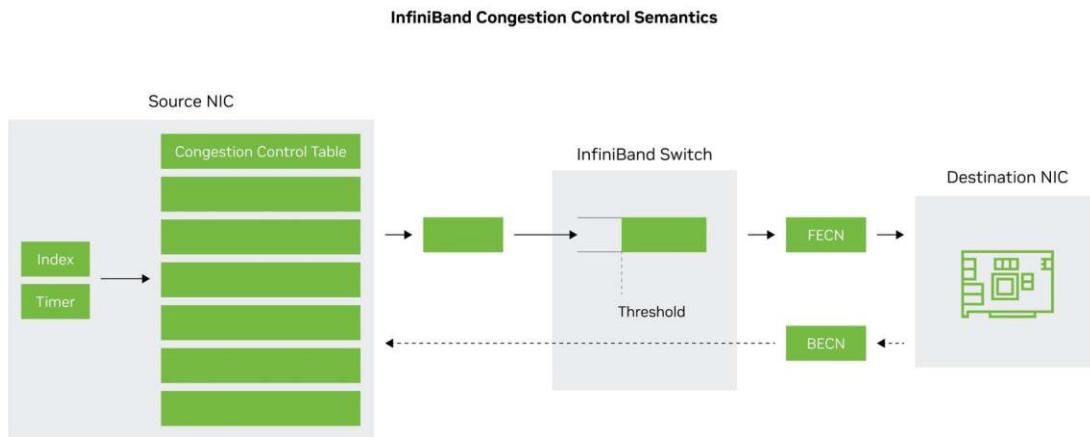 InfiniBand Congestion Control Semantics
Source NIC
Congestion Control Table
Index
Timer
InfiniBand Switch
Threshold
FECN
BECN
Destination NIC